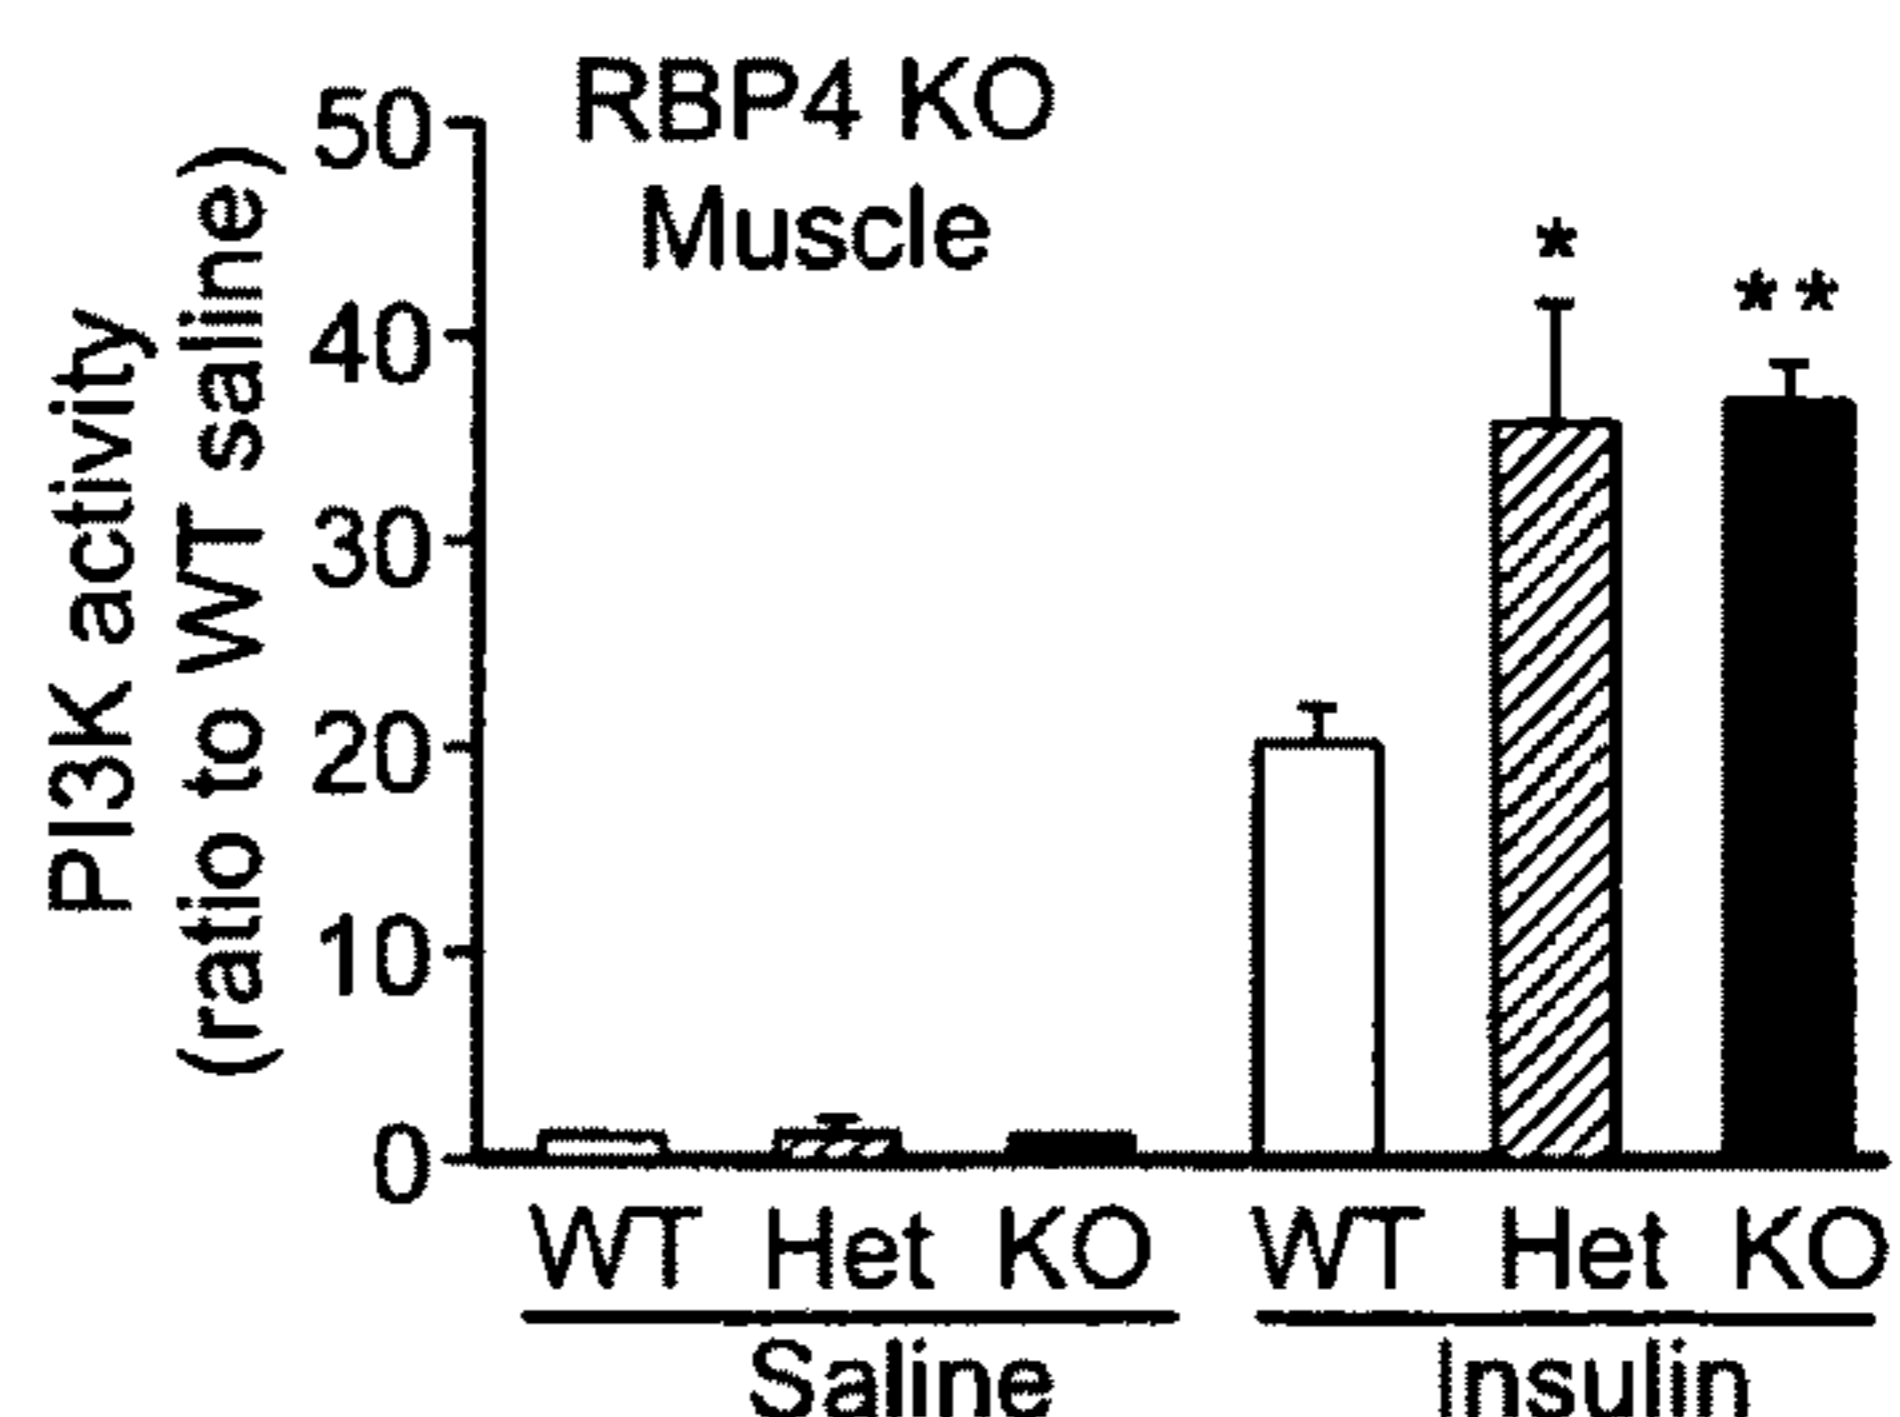 RBP4 KO
Muscle
PI3K activity
(ratio to WT saline)
50
40
30
20
10
0
*
**
WT Het KO WT Het KO
Saline Insulin